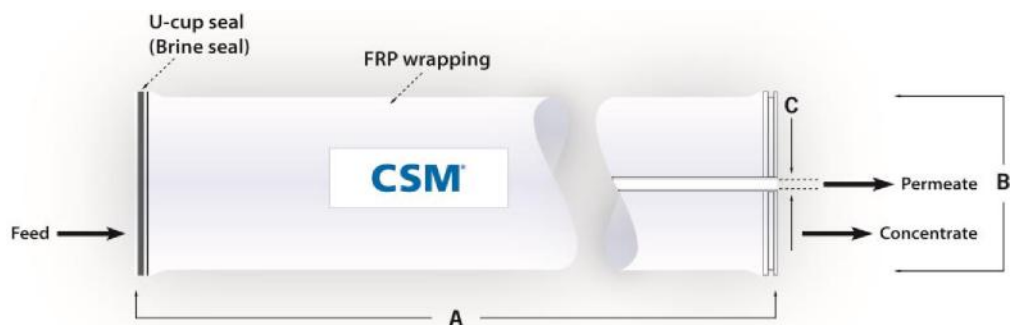 U-cup seal
(Brine seal)
FRP wrapping
C
CSM®
Permeate
B
Feed
Concentrate
A